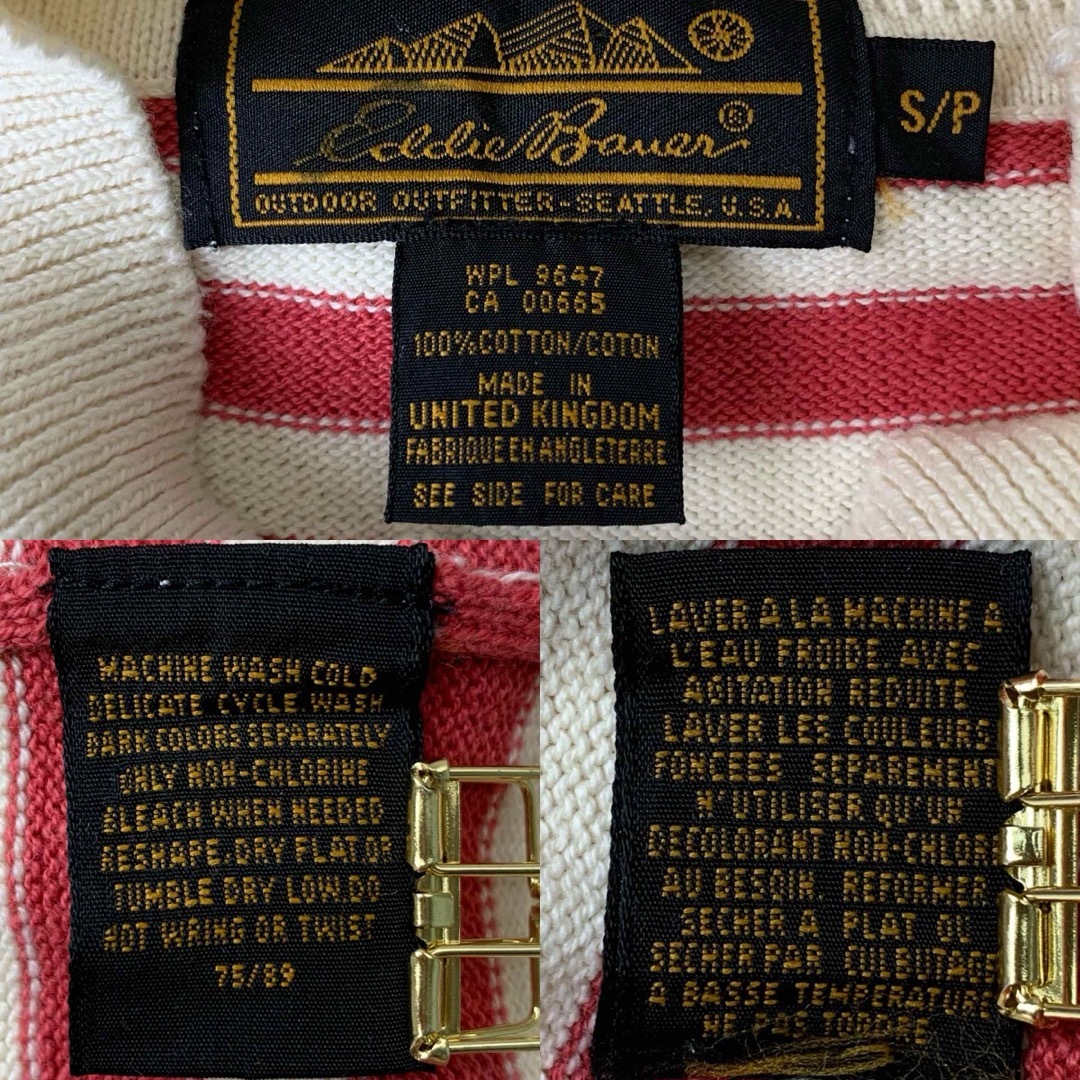 Eddie Bauer®
OUTDOOR OUTFITTER-SEATTLE, U.S.A.
S/P
WPL 9647
CA 00665
100% COTTON/COTON
MADE IN
UNITED KINGDOM
FABRIQUE EN ANGLETERRE
SEE SIDE FOR CARE
MACHINE WASH COLD
DELICATE CYCLE WASH
DARK COLORS SEPARATELY
ONLY NON-CHLORINE
BLEACH WHEN NEEDED
RESHAPE.DRY FLAT OR
TUMBLE DRY LOW.DO
NOT WRING OR TWIST
75/89
LAVER A LA MACHINE A
L'EAU FROIDE. AVEC
AGITATION REDUITE
LAVER LES COULEURS
FONCEES SEPAREMENT
N'UTILISER QU'UN
DECOLORANT NON-CHLORE
AU BESOIN. REFORMER
SECHER A PLAT OU
SECHER PAR CULBUTAGE
A BASSE TEMPERATURE
NE PAS TORDRE